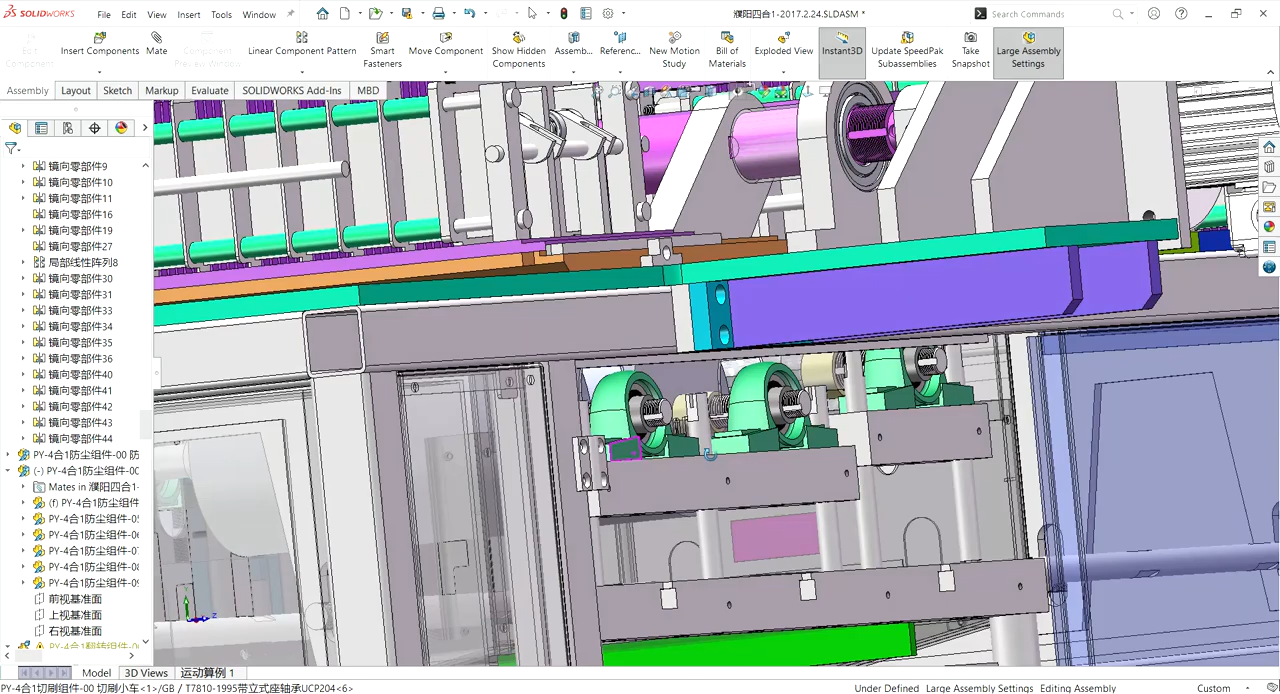 SOLIDWORKS
File Edit View Insert Tools Window
濮阳四合1-2017.2.24.SLDASM *
Search Commands
Edit Component
Insert Components
Mate
Component Preview Window
Linear Component Pattern
Smart Fasteners
Move Component
Show Hidden Components
Assemb...
Referenc...
New Motion Study
Bill of Materials
Exploded View
Instant3D
Update SpeedPak Subassemblies
Take Snapshot
Large Assembly Settings
Assembly Layout Sketch Markup Evaluate SOLIDWORKS Add-Ins MBD
镜向零部件9
镜向零部件10
镜向零部件11
镜向零部件16
镜向零部件19
镜向零部件27
局部线性阵列8
镜向零部件30
镜向零部件31
镜向零部件33
镜向零部件34
镜向零部件35
镜向零部件36
镜向零部件40
镜向零部件41
镜向零部件42
镜向零部件43
镜向零部件44
PY-4合1防尘组件-00 防
(-) PY-4合1防尘组件-00
Mates in 濮阳四合1-
(f) PY-4合1防尘组件
PY-4合1防尘组件-05
PY-4合1防尘组件-06
PY-4合1防尘组件-07
PY-4合1防尘组件-08
PY-4合1防尘组件-09
前视基准面
上视基准面
右视基准面
PY-4合1翻转组件-00
Model 3D Views 运动算例 1
PY-4合1切刷组件-00 切刷小车<1>/GB / T7810-1995带立式座轴承UCP204<6>
Under Defined Large Assembly Settings Editing Assembly Custom